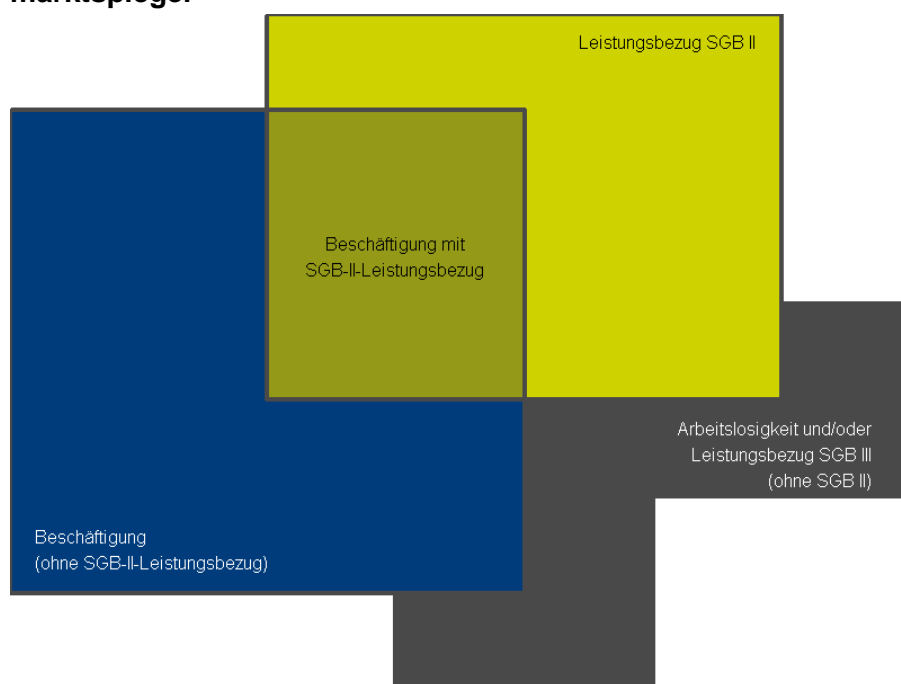 Leistungsbezug SGB II
Beschäftigung mit
SGB-II-Leistungsbezug
Arbeitslosigkeit und/oder
Leistungsbezug SGB III
(ohne SGB II)
Beschäftigung
(ohne SGB-II-Leistungsbezug)